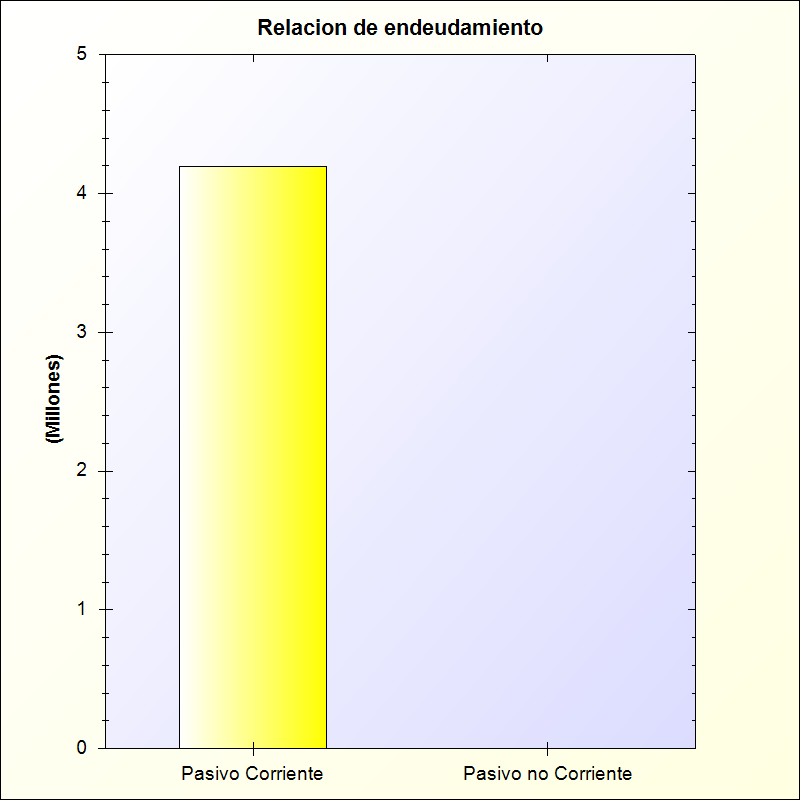 Relacion de endeudamiento
5
4
3
2
1
0
(Millones)
Pasivo Corriente
Pasivo no Corriente